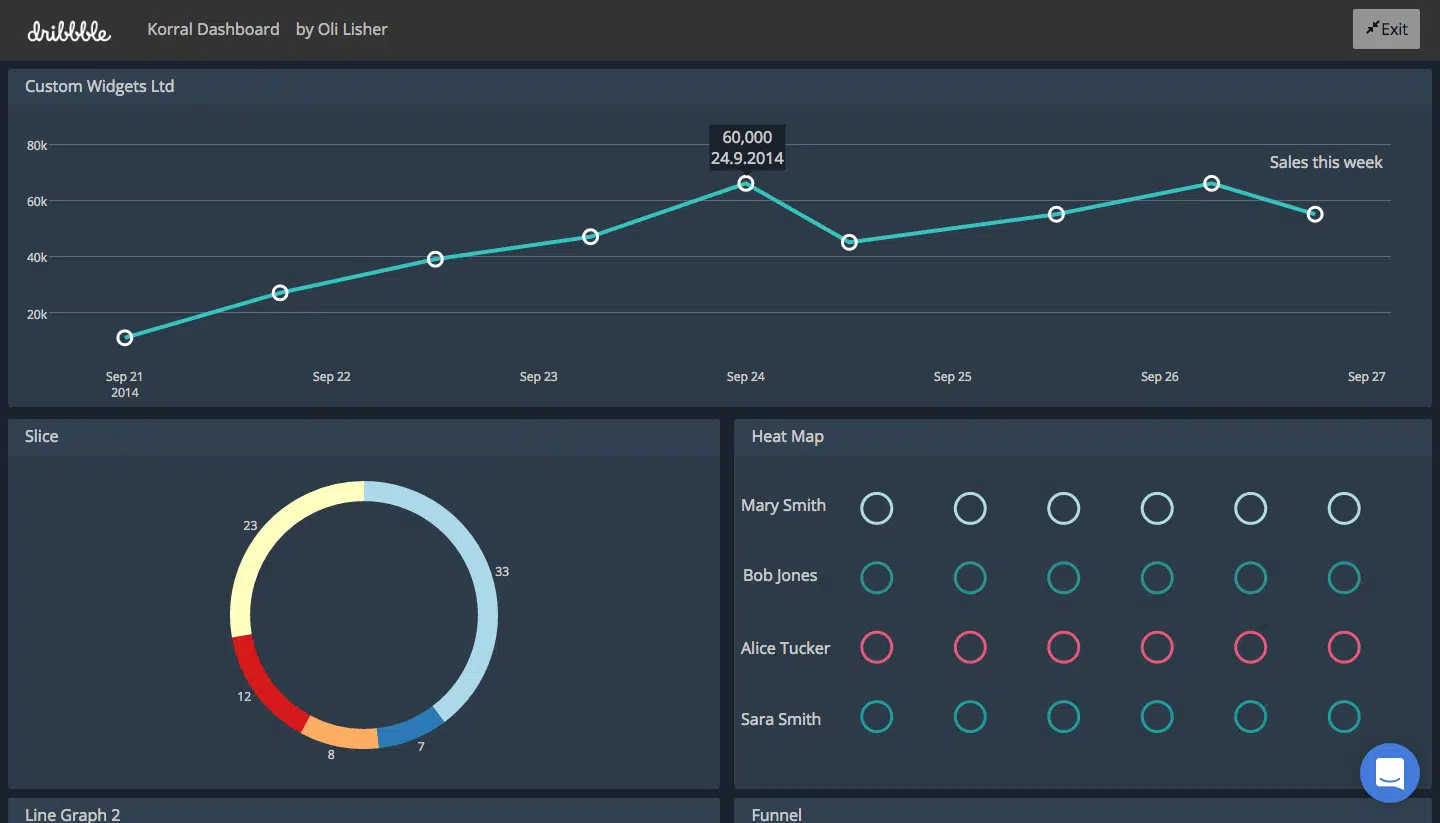 dribbble
Korral Dashboard by Oli Lisher
Exit
Custom Widgets Ltd
60,000
24.9.2014
Sales this week
80k
60k
40k
20k
Sep 21
2014
Sep 22
Sep 23
Sep 24
Sep 25
Sep 26
Sep 27
Slice
23
33
12
8
7
Heat Map
Mary Smith
Bob Jones
Alice Tucker
Sara Smith
Line Graph 2
Funnel